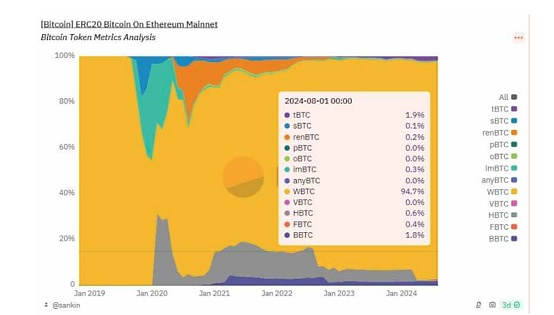 [Bitcoin] ERC20 Bitcoin On Ethereum Mainnet
Bitcoin Token Metrics Analysis
100%
80%
60%
40%
20%
0
Jan 2019
Jan 2020
Jan 2021
Jan 2022
Jan 2023
Jan 2024
2024-08-01 00:00
tBTC 1.9%
sBTC 0.1%
renBTC 0.2%
pBTC 0.0%
oBTC 0.0%
imBTC 0.3%
anyBTC 0.0%
WBTC 94.7%
VBTC 0.0%
HBTC 0.6%
FBTC 0.4%
BBTC 1.8%
All
tBTC
sBTC
renBTC
pBTC
oBTC
imBTC
anyBTC
WBTC
VBTC
HBTC
FBTC
BBTC
@sankin
3d